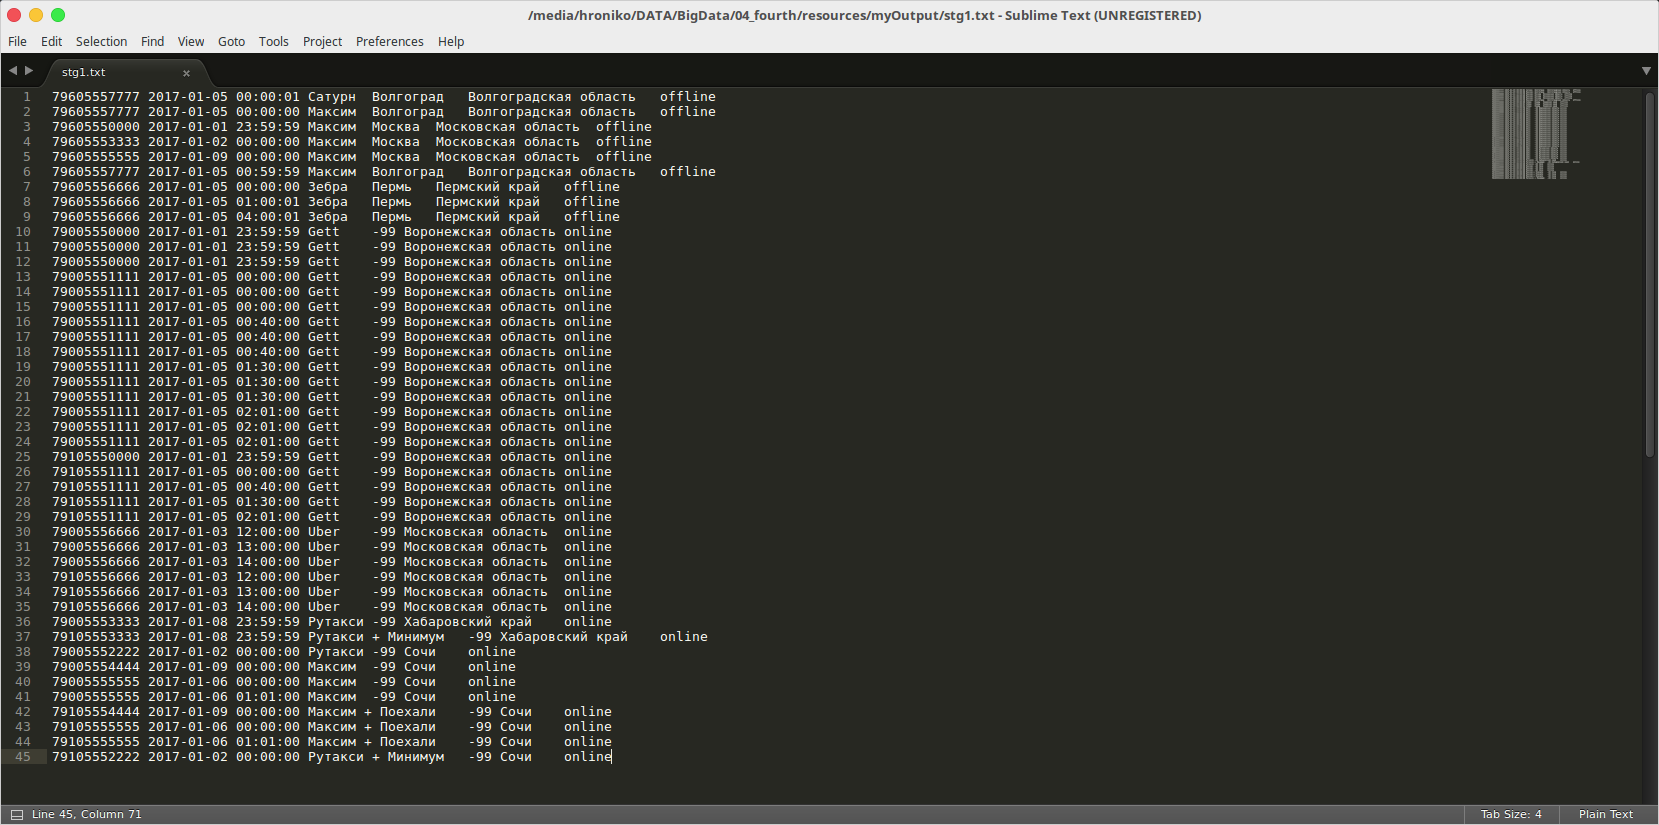 /media/hroniko/DATA/BigData/04_fourth/resources/myOutput/stg1.txt - Sublime Text (UNREGISTERED)
File Edit Selection Find View Goto Tools Project Preferences Help
stg1.txt
1 79605557777 2017-01-05 00:00:01 Сатурн Волгоград Волгоградская область offline
2 79605557777 2017-01-05 00:00:00 Максим Волгоград Волгоградская область offline
3 79605550000 2017-01-01 23:59:59 Максим Москва Московская область offline
4 79605553333 2017-01-02 00:00:00 Максим Москва Московская область offline
5 79605555555 2017-01-09 00:00:00 Максим Москва Московская область offline
6 79605557777 2017-01-05 00:59:59 Максим Волгоград Волгоградская область offline
7 79605556666 2017-01-05 00:00:00 Зебра Пермь Пермский край offline
8 79605556666 2017-01-05 01:00:01 Зебра Пермь Пермский край offline
9 79605556666 2017-01-05 04:00:01 Зебра Пермь Пермский край offline
10 79005550000 2017-01-01 23:59:59 Gett -99 Воронежская область online
11 79005550000 2017-01-01 23:59:59 Gett -99 Воронежская область online
12 79005550000 2017-01-01 23:59:59 Gett -99 Воронежская область online
13 79005551111 2017-01-05 00:00:00 Gett -99 Воронежская область online
14 79005551111 2017-01-05 00:00:00 Gett -99 Воронежская область online
15 79005551111 2017-01-05 00:00:00 Gett -99 Воронежская область online
16 79005551111 2017-01-05 00:40:00 Gett -99 Воронежская область online
17 79005551111 2017-01-05 00:40:00 Gett -99 Воронежская область online
18 79005551111 2017-01-05 00:40:00 Gett -99 Воронежская область online
19 79005551111 2017-01-05 01:30:00 Gett -99 Воронежская область online
20 79005551111 2017-01-05 01:30:00 Gett -99 Воронежская область online
21 79005551111 2017-01-05 01:30:00 Gett -99 Воронежская область online
22 79005551111 2017-01-05 02:01:00 Gett -99 Воронежская область online
23 79005551111 2017-01-05 02:01:00 Gett -99 Воронежская область online
24 79005551111 2017-01-05 02:01:00 Gett -99 Воронежская область online
25 79105550000 2017-01-01 23:59:59 Gett -99 Воронежская область online
26 79105551111 2017-01-05 00:00:00 Gett -99 Воронежская область online
27 79105551111 2017-01-05 00:40:00 Gett -99 Воронежская область online
28 79105551111 2017-01-05 01:30:00 Gett -99 Воронежская область online
29 79105551111 2017-01-05 02:01:00 Gett -99 Воронежская область online
30 79005556666 2017-01-03 12:00:00 Uber -99 Московская область online
31 79005556666 2017-01-03 13:00:00 Uber -99 Московская область online
32 79005556666 2017-01-03 14:00:00 Uber -99 Московская область online
33 79105556666 2017-01-03 12:00:00 Uber -99 Московская область online
34 79105556666 2017-01-03 13:00:00 Uber -99 Московская область online
35 79105556666 2017-01-03 14:00:00 Uber -99 Московская область online
36 79005553333 2017-01-08 23:59:59 Рутакси -99 Хабаровский край online
37 79105553333 2017-01-08 23:59:59 Рутакси + Минимум -99 Хабаровский край online
38 79005552222 2017-01-02 00:00:00 Рутакси -99 Сочи online
39 79005554444 2017-01-09 00:00:00 Максим -99 Сочи online
40 79005555555 2017-01-06 00:00:00 Максим -99 Сочи online
41 79005555555 2017-01-06 01:01:00 Максим -99 Сочи online
42 79105554444 2017-01-09 00:00:00 Максим + Поехали -99 Сочи online
43 79105555555 2017-01-06 00:00:00 Максим + Поехали -99 Сочи online
44 79105555555 2017-01-06 01:01:00 Максим + Поехали -99 Сочи online
45 79105552222 2017-01-02 00:00:00 Рутакси + Минимум -99 Сочи online
Line 45, Column 71 Tab Size: 4 Plain Text